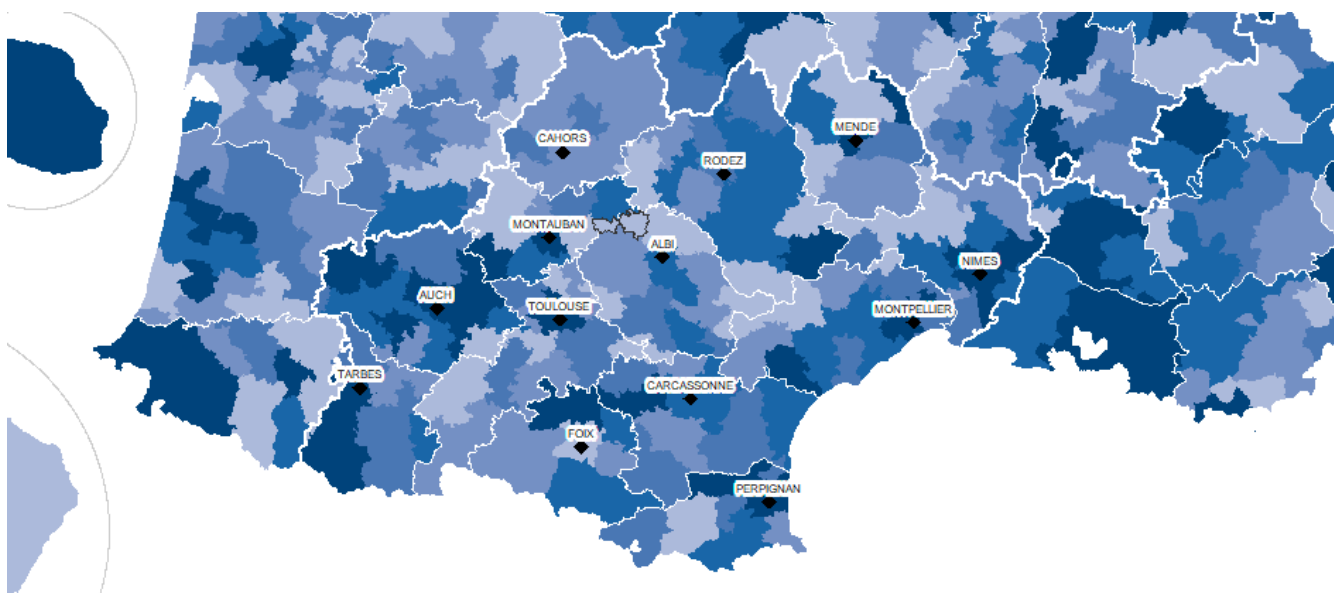 CAHORS
MENDE
RODEZ
MONTAUBAN
ALBI
NIMES
AUCH
TOULOUSE
MONTPELLIER
TARBES
CARCASSONNE
FOIX
PERPIGNAN